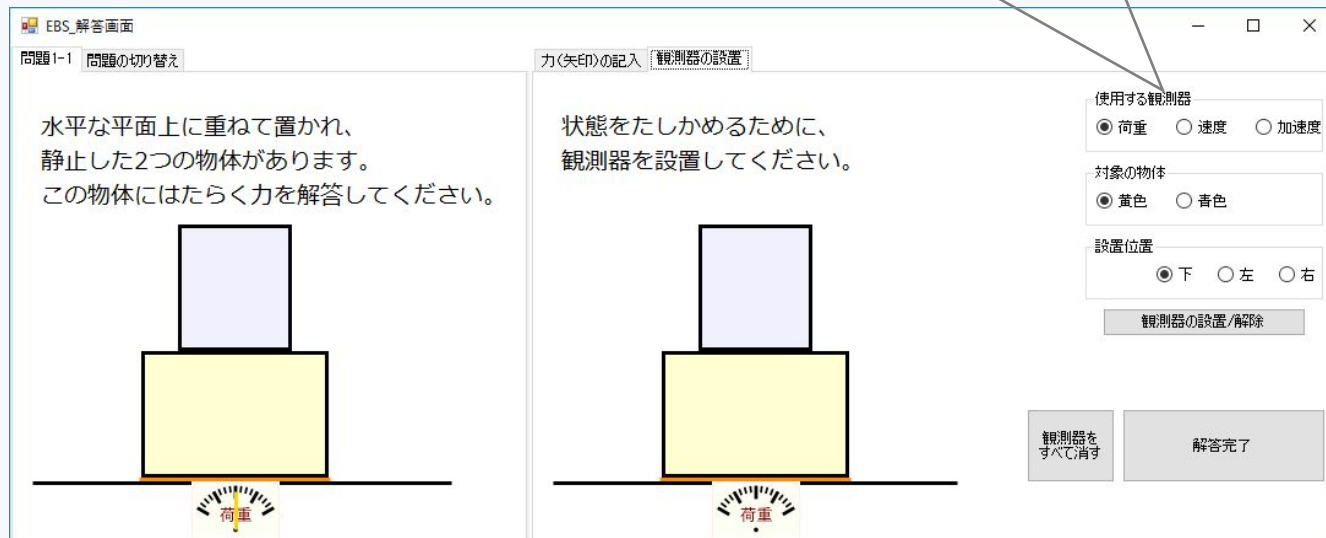 EBS_解答画面
問題1-1 問題の切り替え
水平な平面上に重ねて置かれ、
静止した2つの物体があります。
この物体にはたらく力を解答してください。
荷重
力(矢印)の記入 観測器の設置
状態をたしかめるために、
観測器を設置してください。
荷重
使用する観測器
荷重 速度 加速度
対象の物体
黄色 青色
設置位置
下 左 右
観測器の設置/解除
観測器を
すべて消す
解答完了